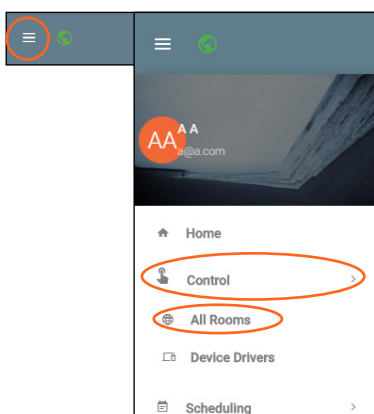 AA
A A
a@a.com
Home
Control
All Rooms
Device Drivers
Scheduling